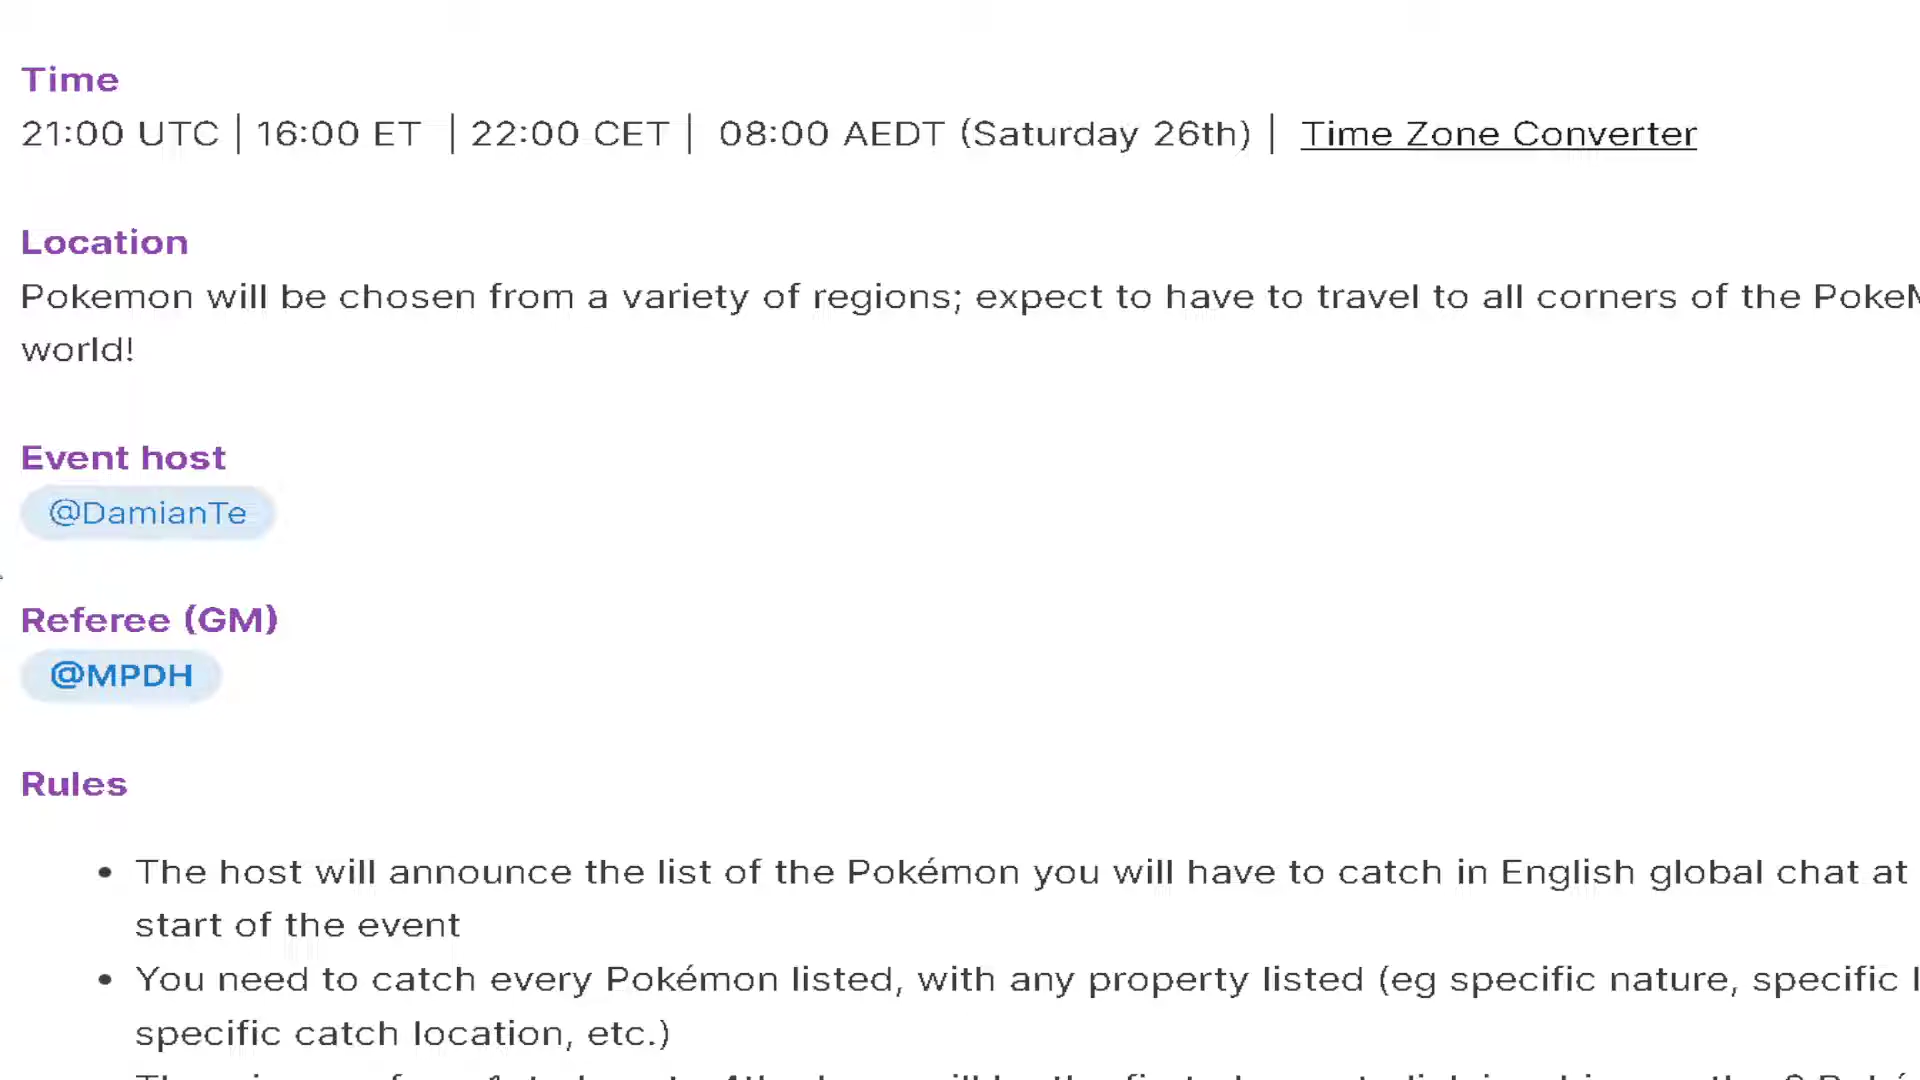 Time
21:00 UTC | 16:00 ET | 22:00 CET | 08:00 AEDT (Saturday 26th) | Time Zone Converter
Location
Pokemon will be chosen from a variety of regions; expect to have to travel to all corners of the
world!
Event host
@DamianTe
Referee (GM)
@MPDH
Rules
• The host will announce the list of the Pokémon you will have to catch in English global chat at
start of the event
• You need to catch every Pokémon listed, with any property listed (eg specific nature, specific
specific catch location, etc.)